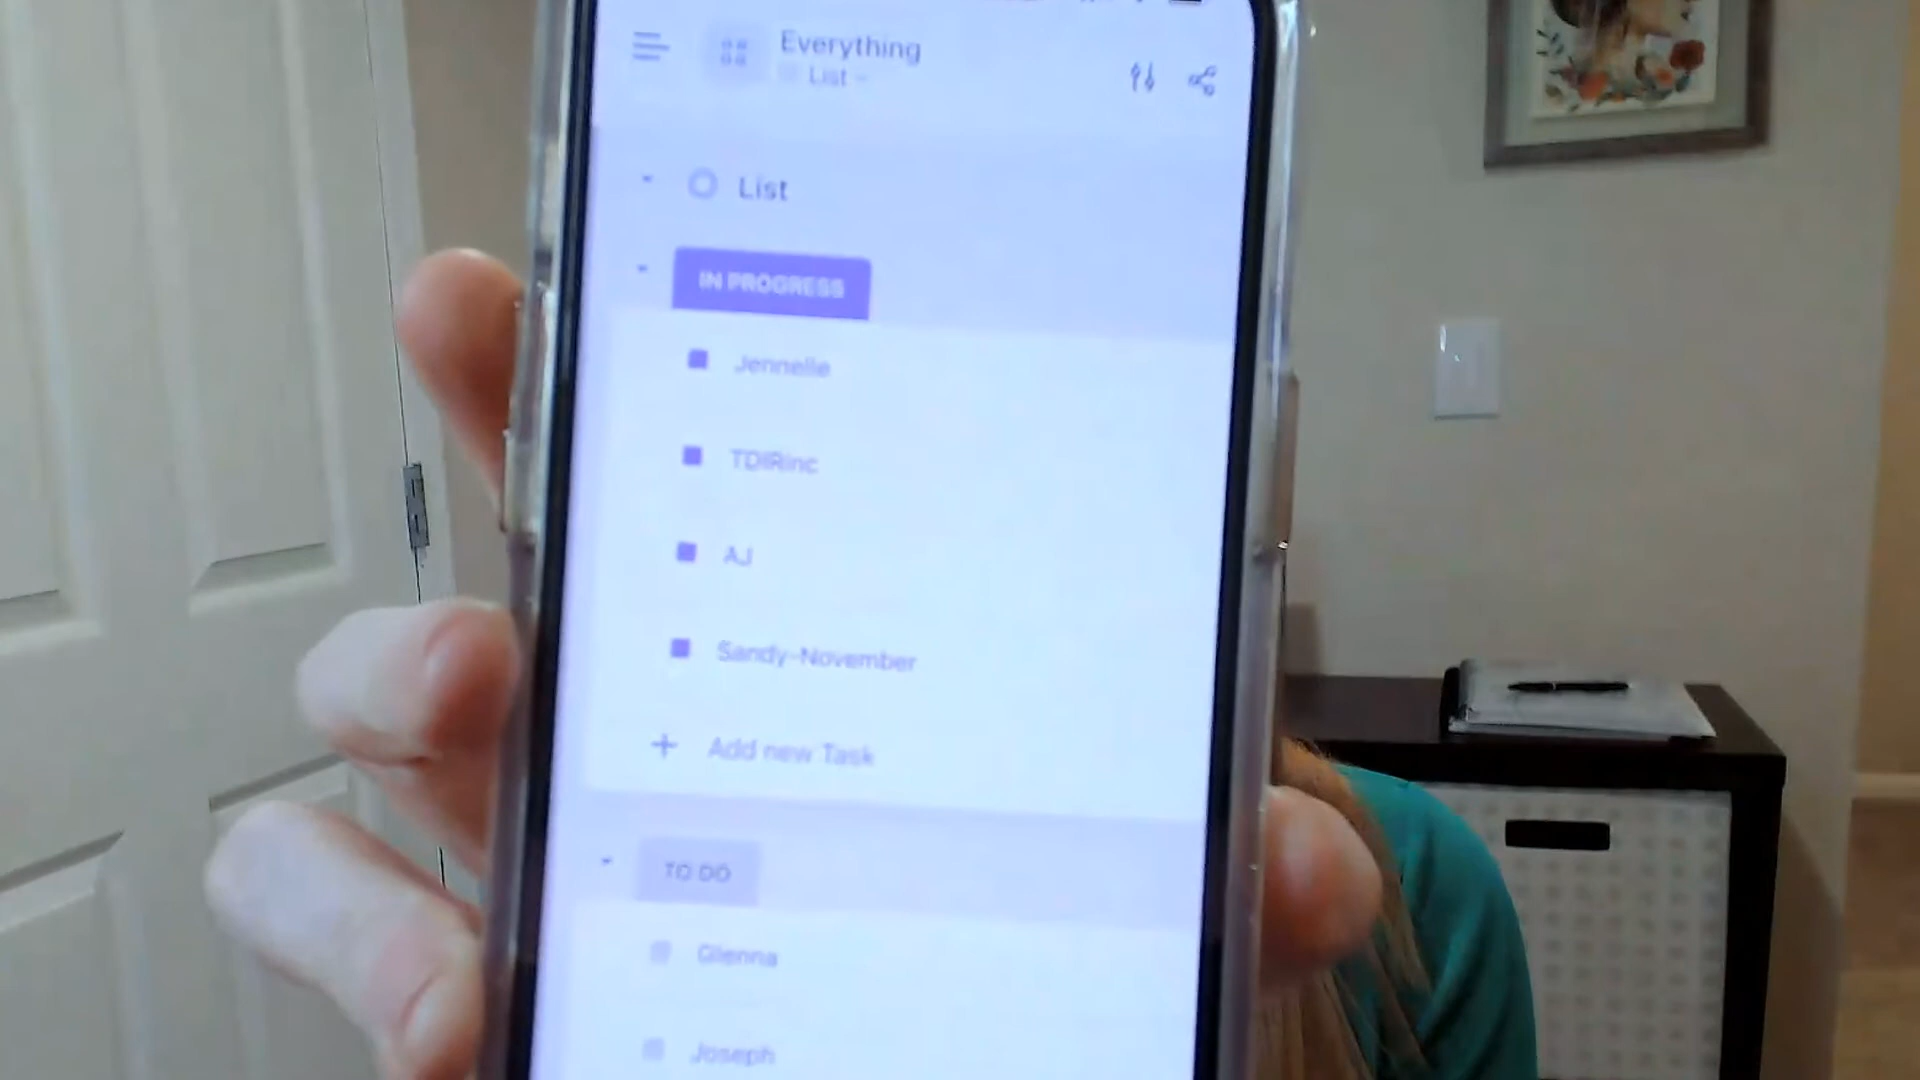 Everything
List
List
IN PROGRESS
Jennelle
TDIRinc
AJ
Sandy-November
Add new Task
TO DO
Glenna
Joseph